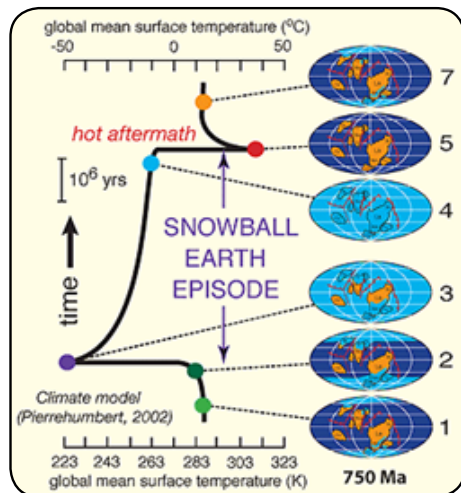 global mean surface temperature (°C)
-50 0 50
7
hot aftermath
5
10⁶ yrs
4
SNOWBALL
EARTH
EPISODE
time
3
2
Climate model
(Pierrehumbert, 2002)
1
223 243 263 283 303 323
global mean surface temperature (K)
750 Ma